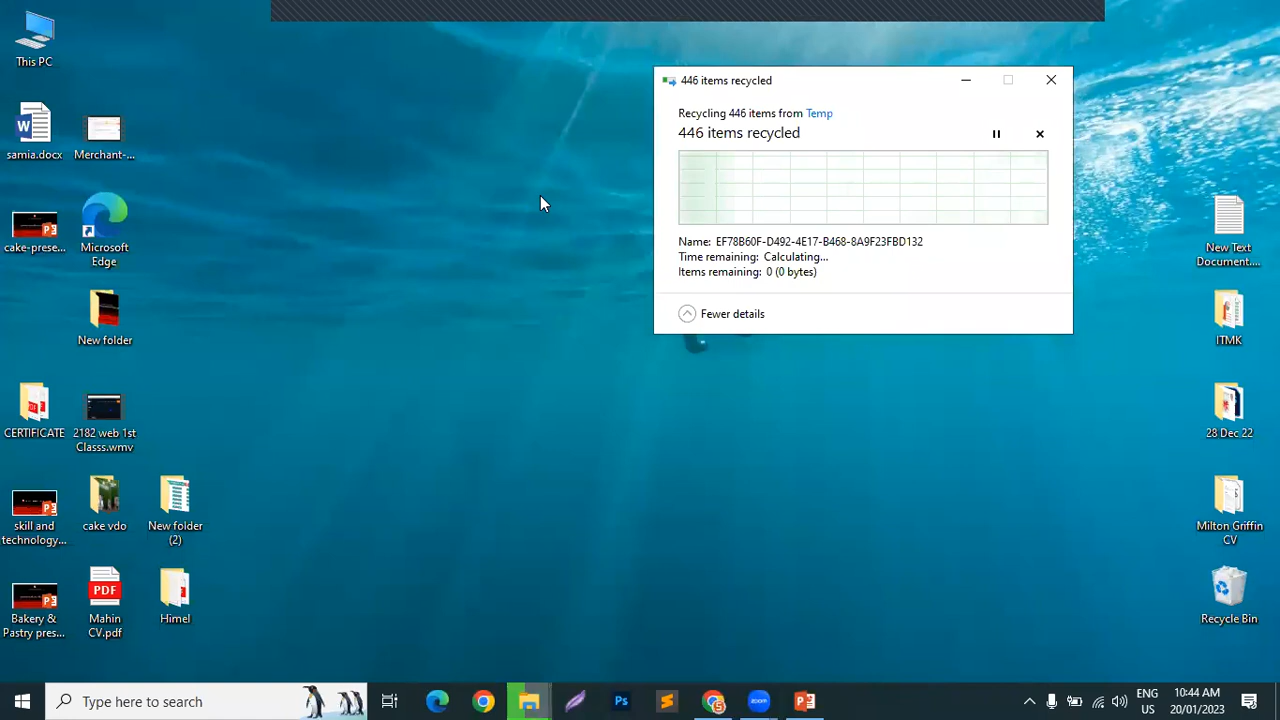 This PC
samia.docx
Merchant-...
cake-prese...
Microsoft
Edge
New folder
CERTIFICATE
2182 web 1st
Classs.wmv
skill and
technology...
cake vdo
New folder
(2)
Bakery &
Pastry pres...
Mahin
CV.pdf
Himel
446 items recycled
Recycling 446 items from Temp
446 items recycled
Name: EF78B60F-D492-4E17-B468-8A9F23FBD132
Time remaining: Calculating...
Items remaining: 0 (0 bytes)
Fewer details
New Text
Document....
ITMK
28 Dec 22
Milton Griffin
CV
Recycle Bin
Type here to search
Ps
zoom
ENG
US
10:44 AM
20/01/2023